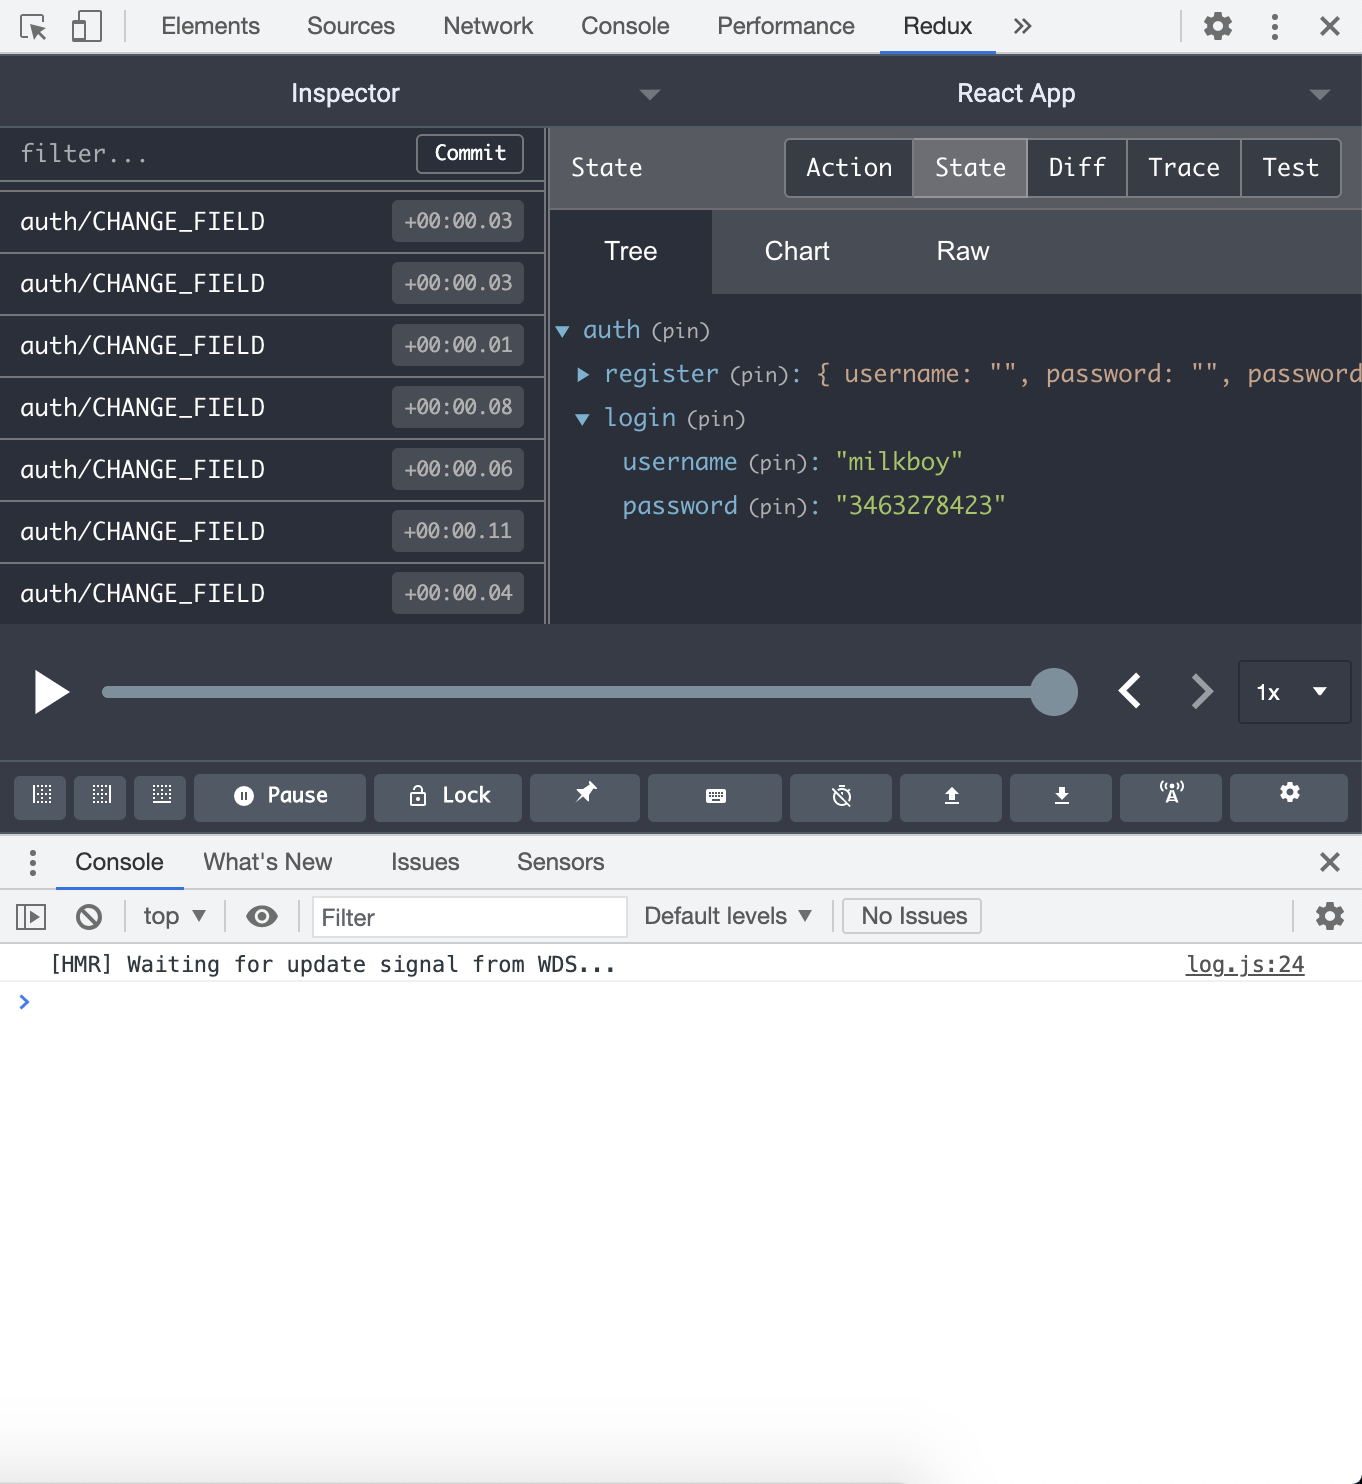 Elements Sources Network Console Performance Redux
Inspector React App
filter... Commit
State Action State Diff Trace Test
Tree Chart Raw
auth/CHANGE_FIELD +00:00.03
auth/CHANGE_FIELD +00:00.03
auth/CHANGE_FIELD +00:00.01
auth/CHANGE_FIELD +00:00.08
auth/CHANGE_FIELD +00:00.06
auth/CHANGE_FIELD +00:00.11
auth/CHANGE_FIELD +00:00.04
auth (pin)
register (pin): { username: "", password: "", password
login (pin)
username (pin): "milkboy"
password (pin): "3463278423"
1x
Pause Lock
Console What's New Issues Sensors
top Filter Default levels No Issues
[HMR] Waiting for update signal from WDS... log.js:24